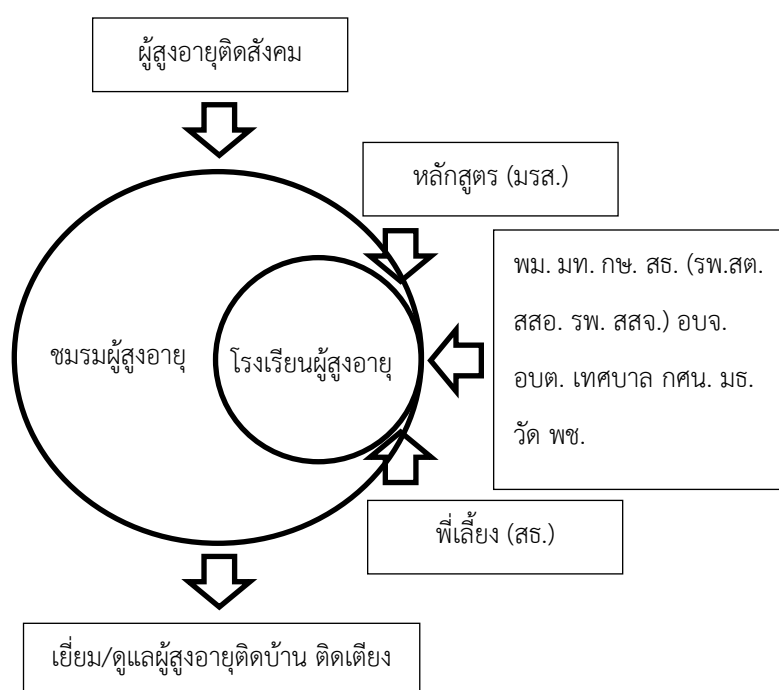 ผู้สูงอายุติดสังคม
หลักสูตร (มรส.)
พม. มท. กษ. สธ. (รพ.สต.
สสอ. รพ. สสจ.) อบจ.
อบต. เทศบาล กศน. มธ.
วัด พช.
ชมรมผู้สูงอายุ
โรงเรียนผู้สูงอายุ
พี่เลี้ยง (สธ.)
เยี่ยม/ดูแลผู้สูงอายุติดบ้าน ติดเตียง